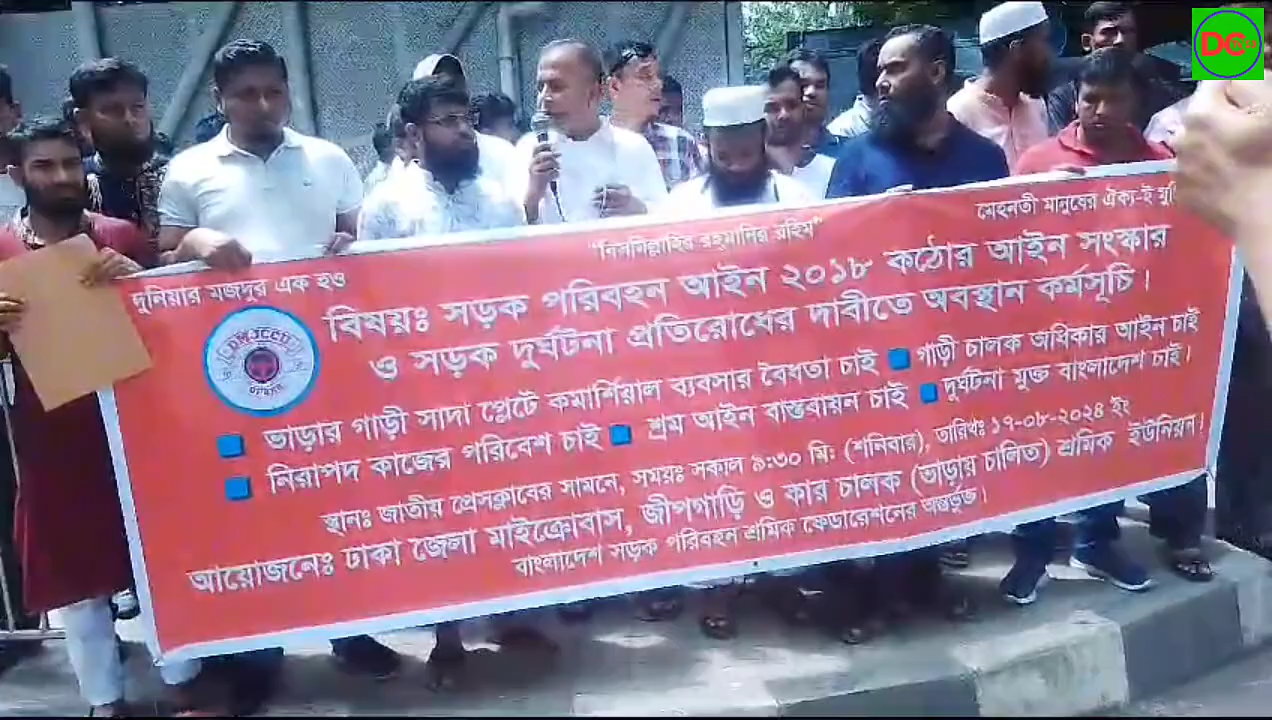 DC
"বিসমিল্লাহির রহমানির রহিম"
মেহনতী মানুষের ঐক্য-ই
দুনিয়ার মজদুর এক হও
বিষয়ঃ সড়ক পরিবহন আইন ২০১৮ কঠোর আইন সংস্কার
ও সড়ক দুর্ঘটনা প্রতিরোধের দাবীতে অবস্থান কর্মসূচি।
ভাড়ার গাড়ী সাদা প্লেটে কমার্শিয়াল ব্যবসার বৈধতা চাই গাড়ী চালক অধিকার আইন চাই
নিরাপদ কাজের পরিবেশ চাই শ্রম আইন বাস্তবায়ন চাই দুর্ঘটনা মুক্ত বাংলাদেশ চাই।
স্থানঃ জাতীয় প্রেসক্লাবের সামনে, সময়ঃ সকাল ৯:৩০ মি: (শনিবার), তারিখঃ ১৭-০৮-২০২৪ ইং
আয়োজনেঃ ঢাকা জেলা মাইক্রোবাস, জীপগাড়ি ও কার চালক (ভাড়ায় চালিত) শ্রমিক ইউনিয়ন।
বাংলাদেশ সড়ক পরিবহন শ্রমিক ফেডারেশনের অন্তর্ভুক্ত।